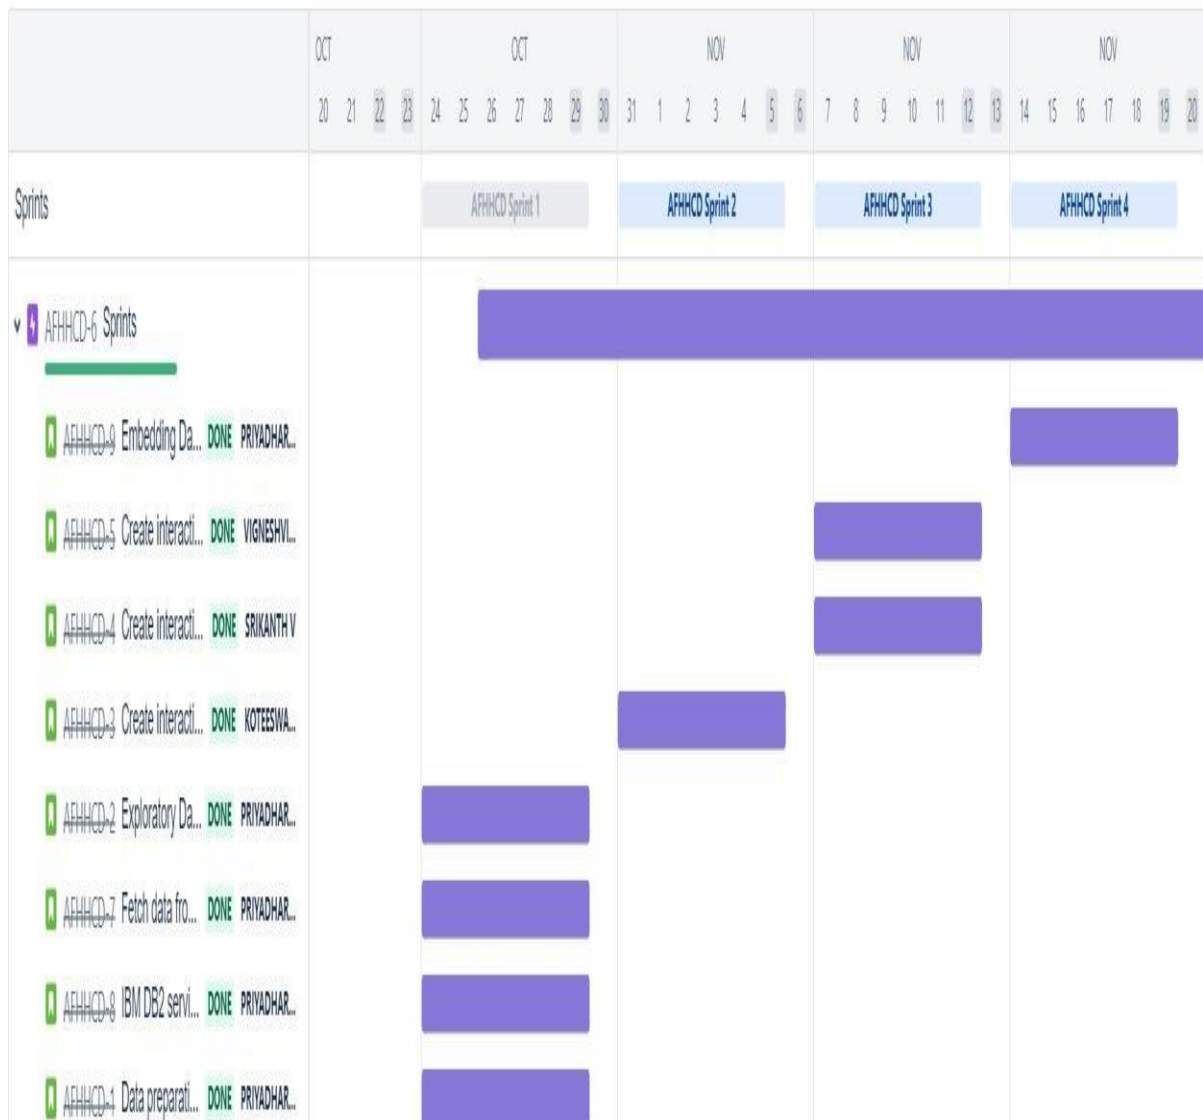 OCT OCT NOV NOV NOV
20 21 22 23 24 25 26 27 28 29 30 31 1 2 3 4 5 6 7 8 9 10 11 12 13 14 15 16 17 18 19 20
Sprints AFHHCD Sprint 1 AFHHCD Sprint 2 AFHHCD Sprint 3 AFHHCD Sprint 4
AFHHCD-6 Sprints
AFHHCD-9 Embedding Da... DONE PRIYADHAR...
AFHHCD-5 Create interacti... DONE VIGNESHVI...
AFHHCD-4 Create interacti... DONE SRIKANTH V
AFHHCD-3 Create interacti... DONE KOTEESWA...
AFHHCD-2 Exploratory Da... DONE PRIYADHAR...
AFHHCD-7 Fetch data fro... DONE PRIYADHAR...
AFHHCD-8 IBM DB2 servi... DONE PRIYADHAR...
AFHHCD-1 Data preparati... DONE PRIYADHAR...